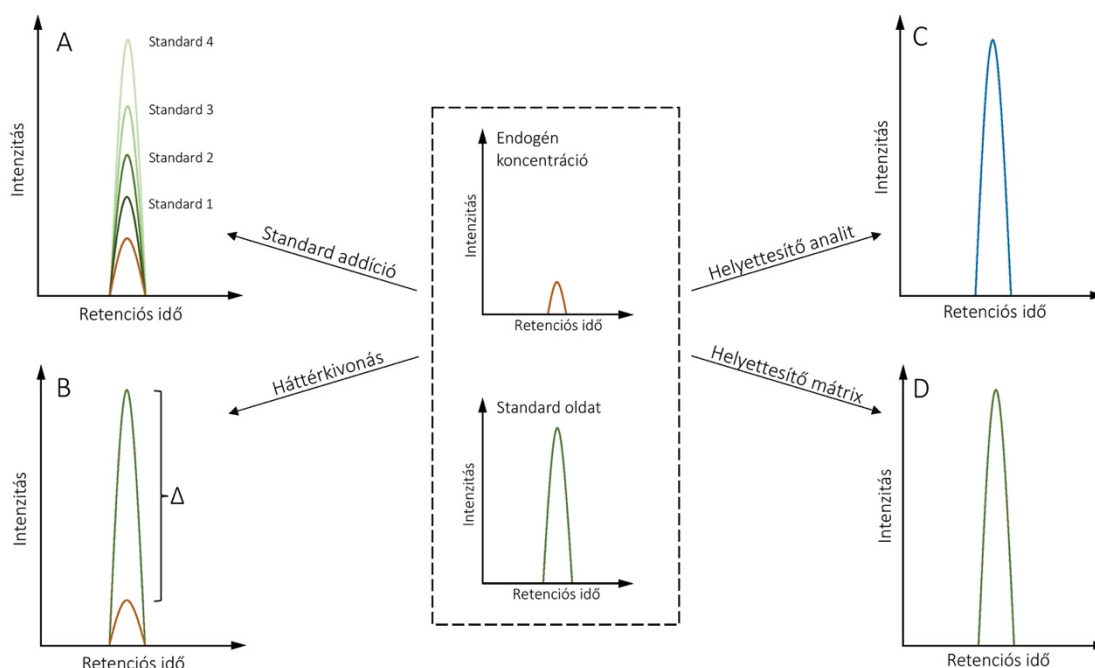 A
Standard 4
Standard 3
Standard 2
Standard 1
Intenzitás
Retenciós idő
Standard addíció
Endogén
koncentráció
Intenzitás
Retenciós idő
Helyettesítő analit
C
Intenzitás
Retenciós idő
B
Δ
Intenzitás
Retenciós idő
Háttérkivonás
Standard oldat
Intenzitás
Retenciós idő
Helyettesítő mátrix
D
Intenzitás
Retenciós idő